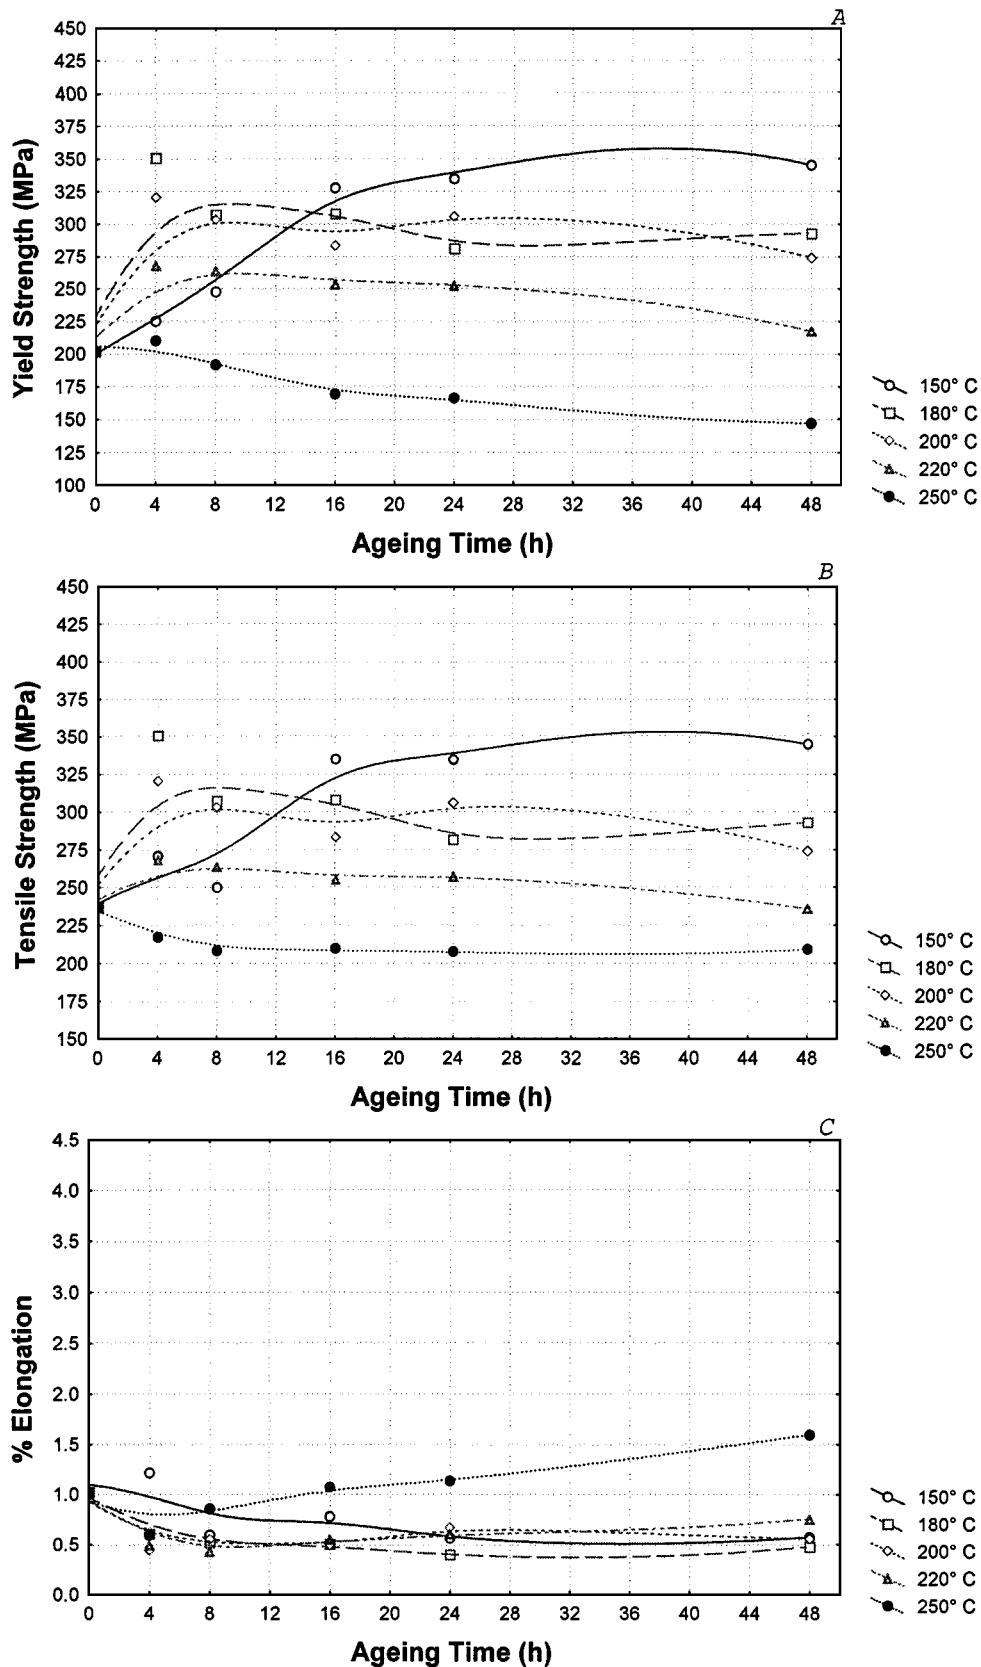 A
450
425
400
375
350
325
300
275
250
225
200
175
150
125
100
Yield Strength (MPa)
0 4 8 12 16 20 24 28 32 36 40 44 48
Ageing Time (h)
150° C
180° C
200° C
220° C
250° C
B
450
425
400
375
350
325
300
275
250
225
200
175
150
Tensile Strength (MPa)
0 4 8 12 16 20 24 28 32 36 40 44 48
Ageing Time (h)
150° C
180° C
200° C
220° C
250° C
C
4.5
4.0
3.5
3.0
2.5
2.0
1.5
1.0
0.5
0.0
% Elongation
0 4 8 12 16 20 24 28 32 36 40 44 48
Ageing Time (h)
150° C
180° C
200° C
220° C
250° C